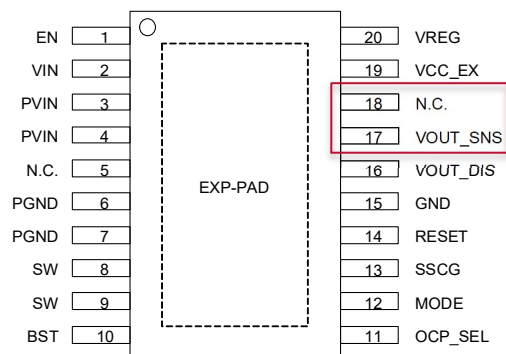 EN 1 20 VREG
VIN 2 19 VCC_EX
PVIN 3 18 N.C.
PVIN 4 17 VOUT_SNS
N.C. 5 16 VOUT_DIS
EXP-PAD
PGND 6 15 GND
PGND 7 14 RESET
SW 8 13 SSCG
SW 9 12 MODE
BST 10 11 OCP_SEL